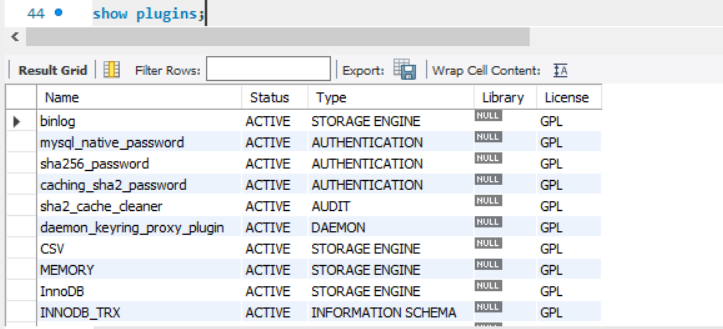 44 show plugins;
Result Grid Filter Rows: Export: Wrap Cell Content: IA
Name Status Type Library License
binlog ACTIVE STORAGE ENGINE NULL GPL
mysql_native_password ACTIVE AUTHENTICATION NULL GPL
sha256_password ACTIVE AUTHENTICATION NULL GPL
caching_sha2_password ACTIVE AUTHENTICATION NULL GPL
sha2_cache_cleaner ACTIVE AUDIT NULL GPL
daemon_keyring_proxy_plugin ACTIVE DAEMON NULL GPL
CSV ACTIVE STORAGE ENGINE NULL GPL
MEMORY ACTIVE STORAGE ENGINE NULL GPL
InnoDB ACTIVE STORAGE ENGINE NULL GPL
INNODB_TRX ACTIVE INFORMATION SCHEMA NULL GPL